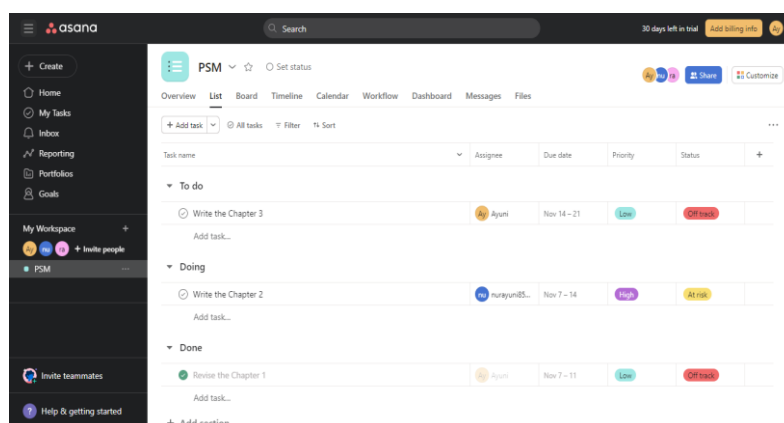 asana
Search
30 days left in trial
Add billing info
Ay
+ Create
Home
My Tasks
Inbox
Reporting
Portfolios
Goals
My Workspace +
Ay nu ra + Invite people
PSM ...
Invite teammates
? Help & getting started
PSM
Set status
Ay nu ra
Share
Customize
Overview List Board Timeline Calendar Workflow Dashboard Messages Files
+ Add task
All tasks
Filter
Sort
...
Task name Assignee Due date Priority Status +
To do
Write the Chapter 3 Ay Ayuni Nov 14 – 21 Low Off track
Add task...
Doing
Write the Chapter 2 nu nurayuni85... Nov 7 – 14 High At risk
Add task...
Done
Revise the Chapter 1 Ay Ayuni Nov 7 – 11 Low Off track
Add task...
+ Add section